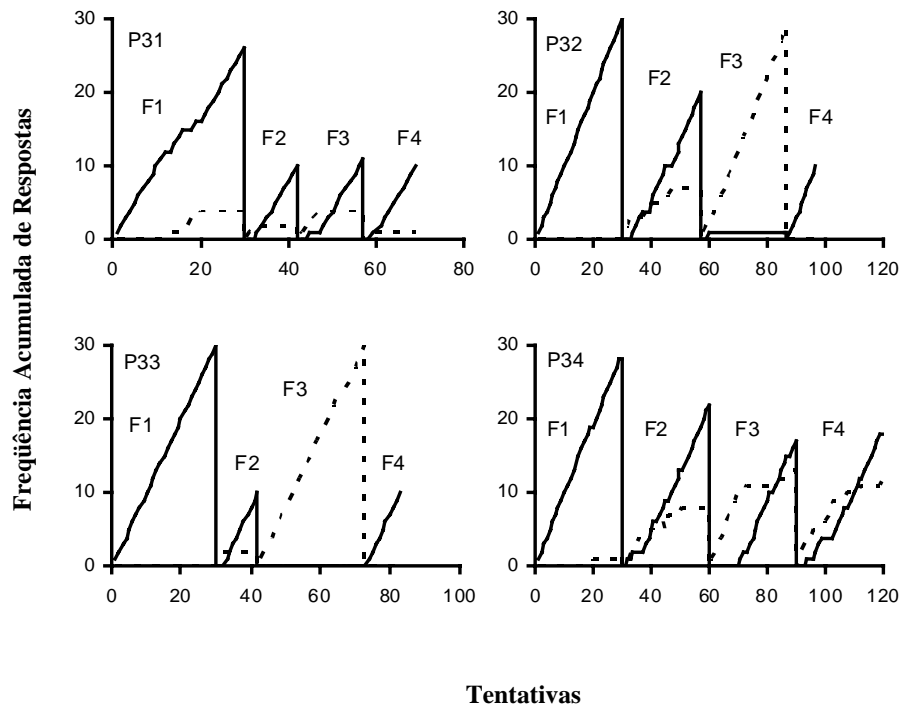 Freqüência Acumulada de Respostas
P31
F1
F2 F3 F4
30
20
10
0
0 20 40 60 80
P32
F1
F2
F3
F4
30
20
10
0
0 20 40 60 80 100 120
P33
F1
F2
F3
F4
30
20
10
0
0 20 40 60 80 100
P34
F1 F2 F3 F4
30
20
10
0
0 20 40 60 80 100 120
Tentativas